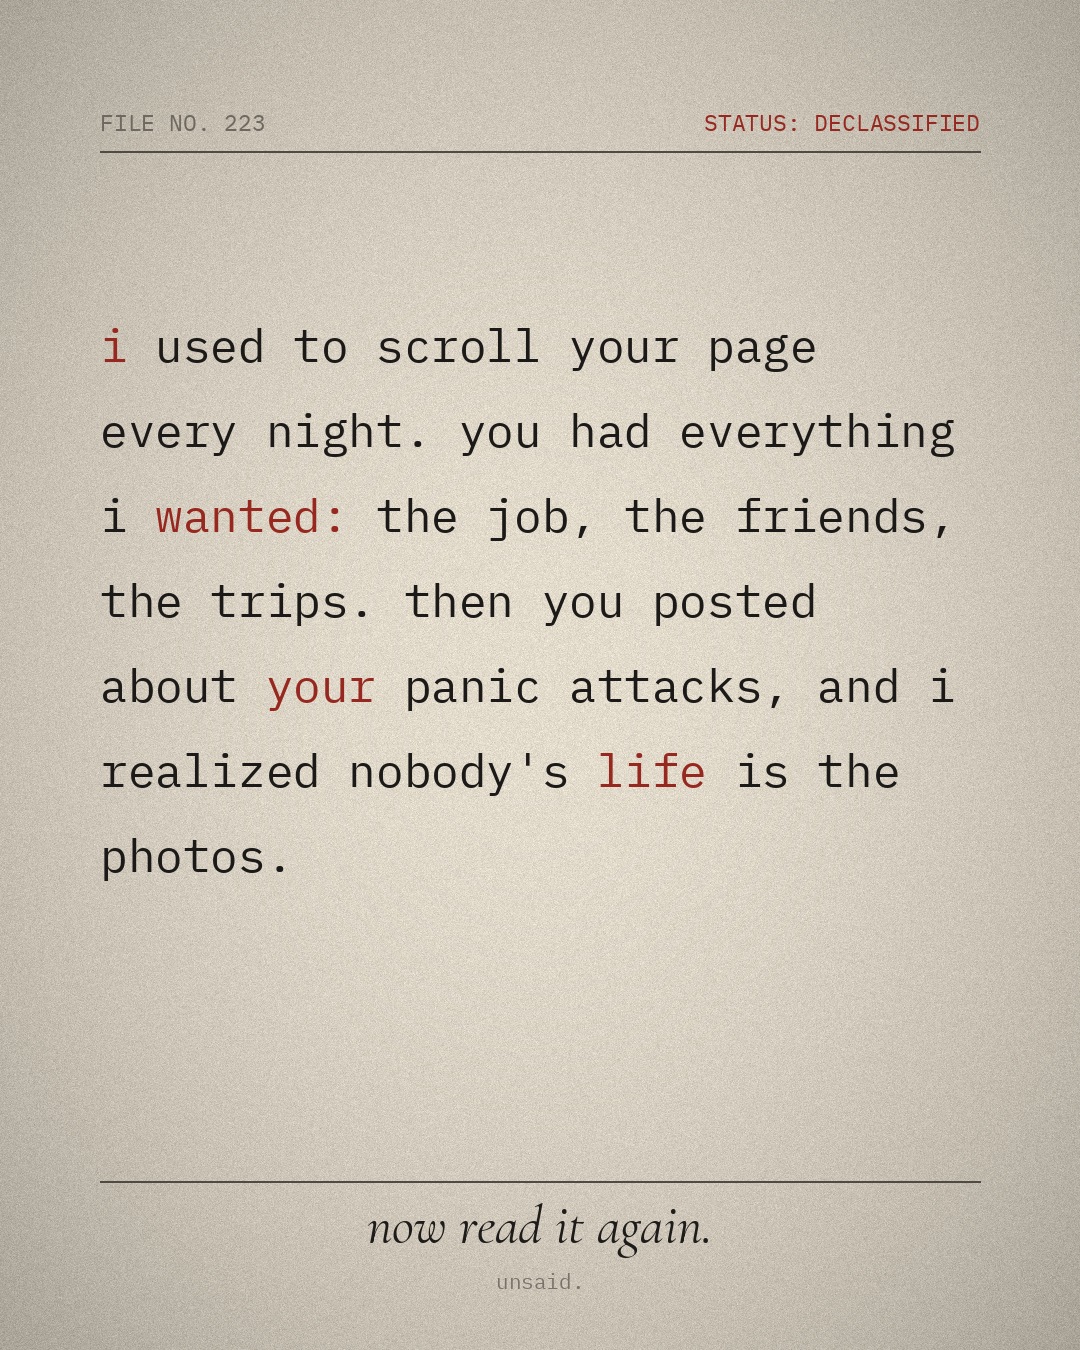 FILE NO. 223
STATUS: DECLASSIFIED
i used to scroll your page
every night. you had everything
i wanted: the job, the friends,
the trips. then you posted
about your panic attacks, and i
realized nobody's life is the
photos.
now read it again.
unsaid.